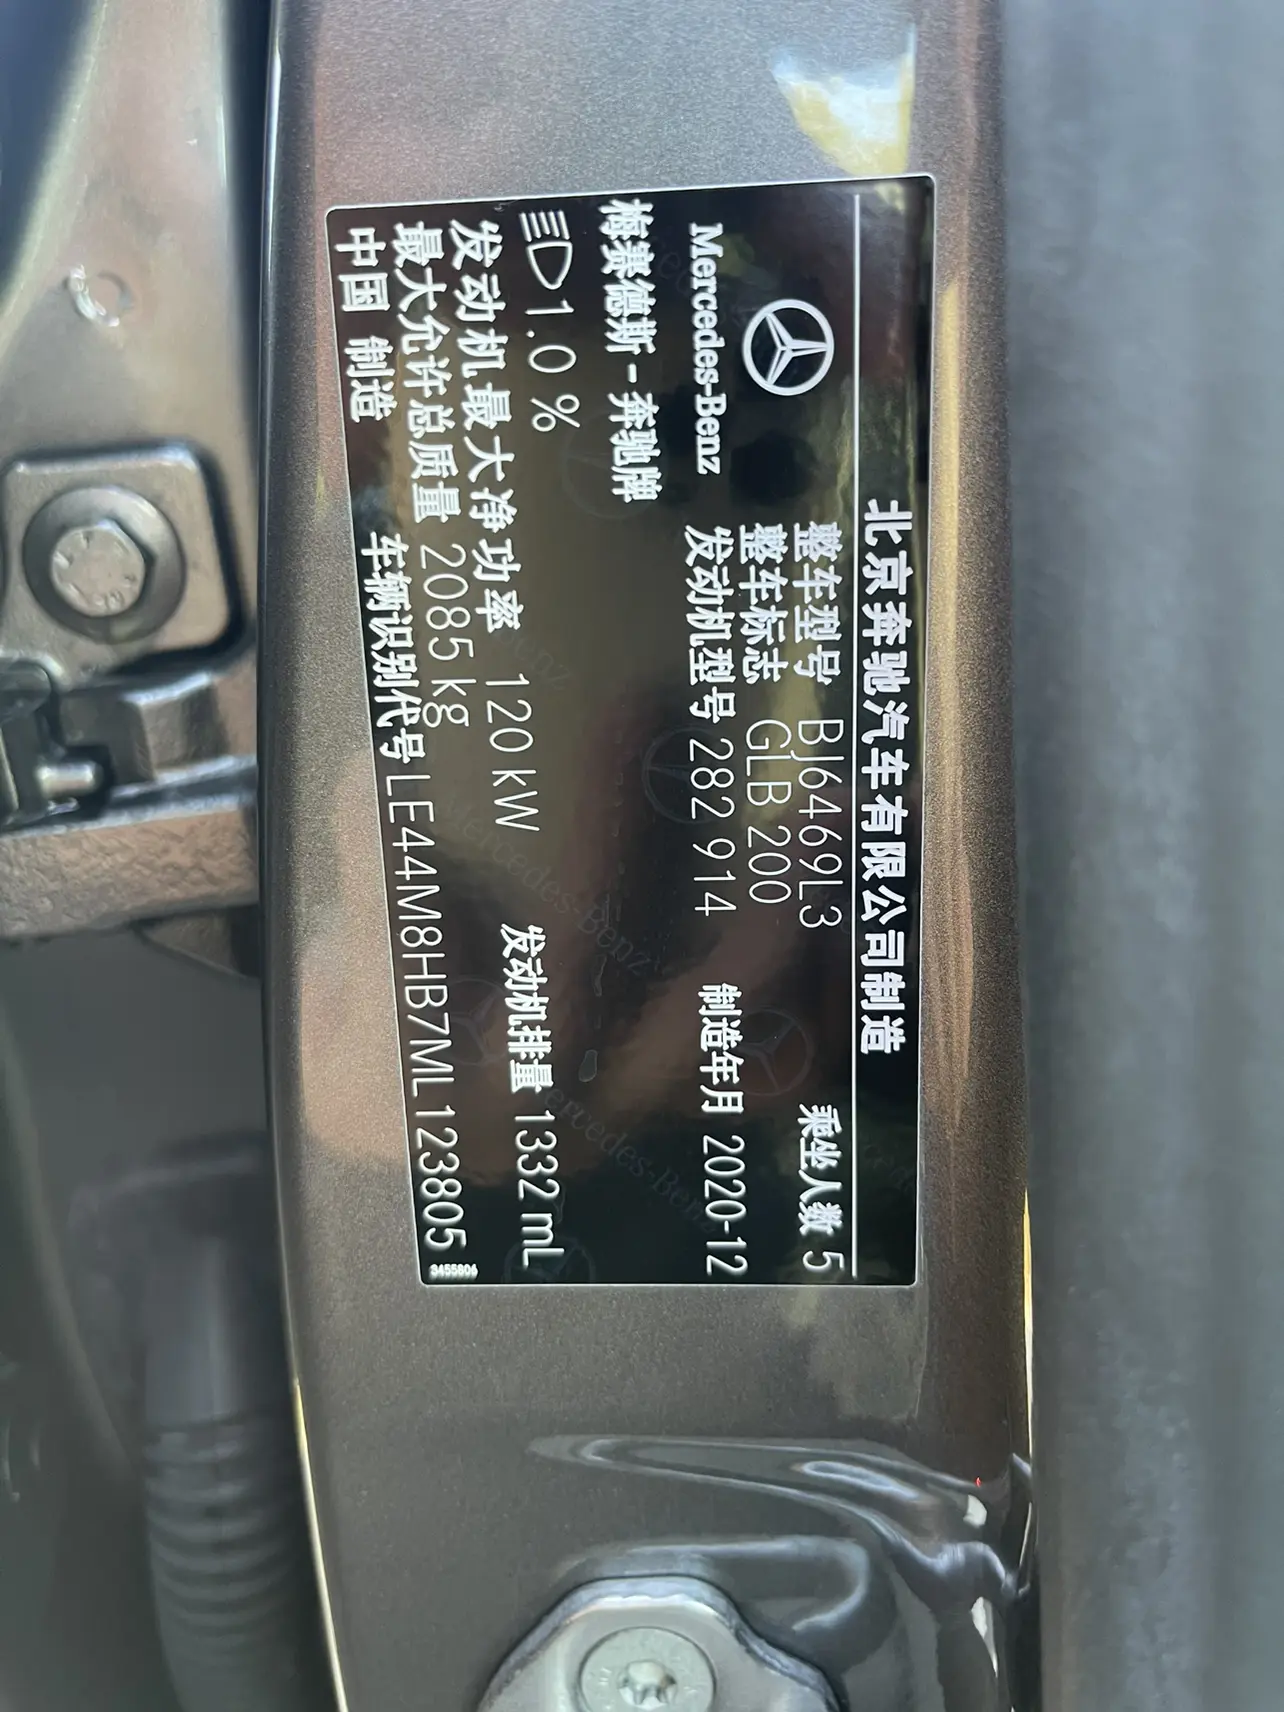 北京奔驰汽车有限公司制造
Mercedes-Benz
梅赛德斯-奔驰牌
整车型号 BJ6469L3 乘坐人数 5
整车标志 GLB 200
发动机型号 282 914 制造年月 2020-12
1.0 %
发动机最大净功率 120 kW 发动机排量 1332 mL
最大允许总质量 2085 kg
中国 制造 车辆识别代号 LE44M8HB7ML123805
3455806